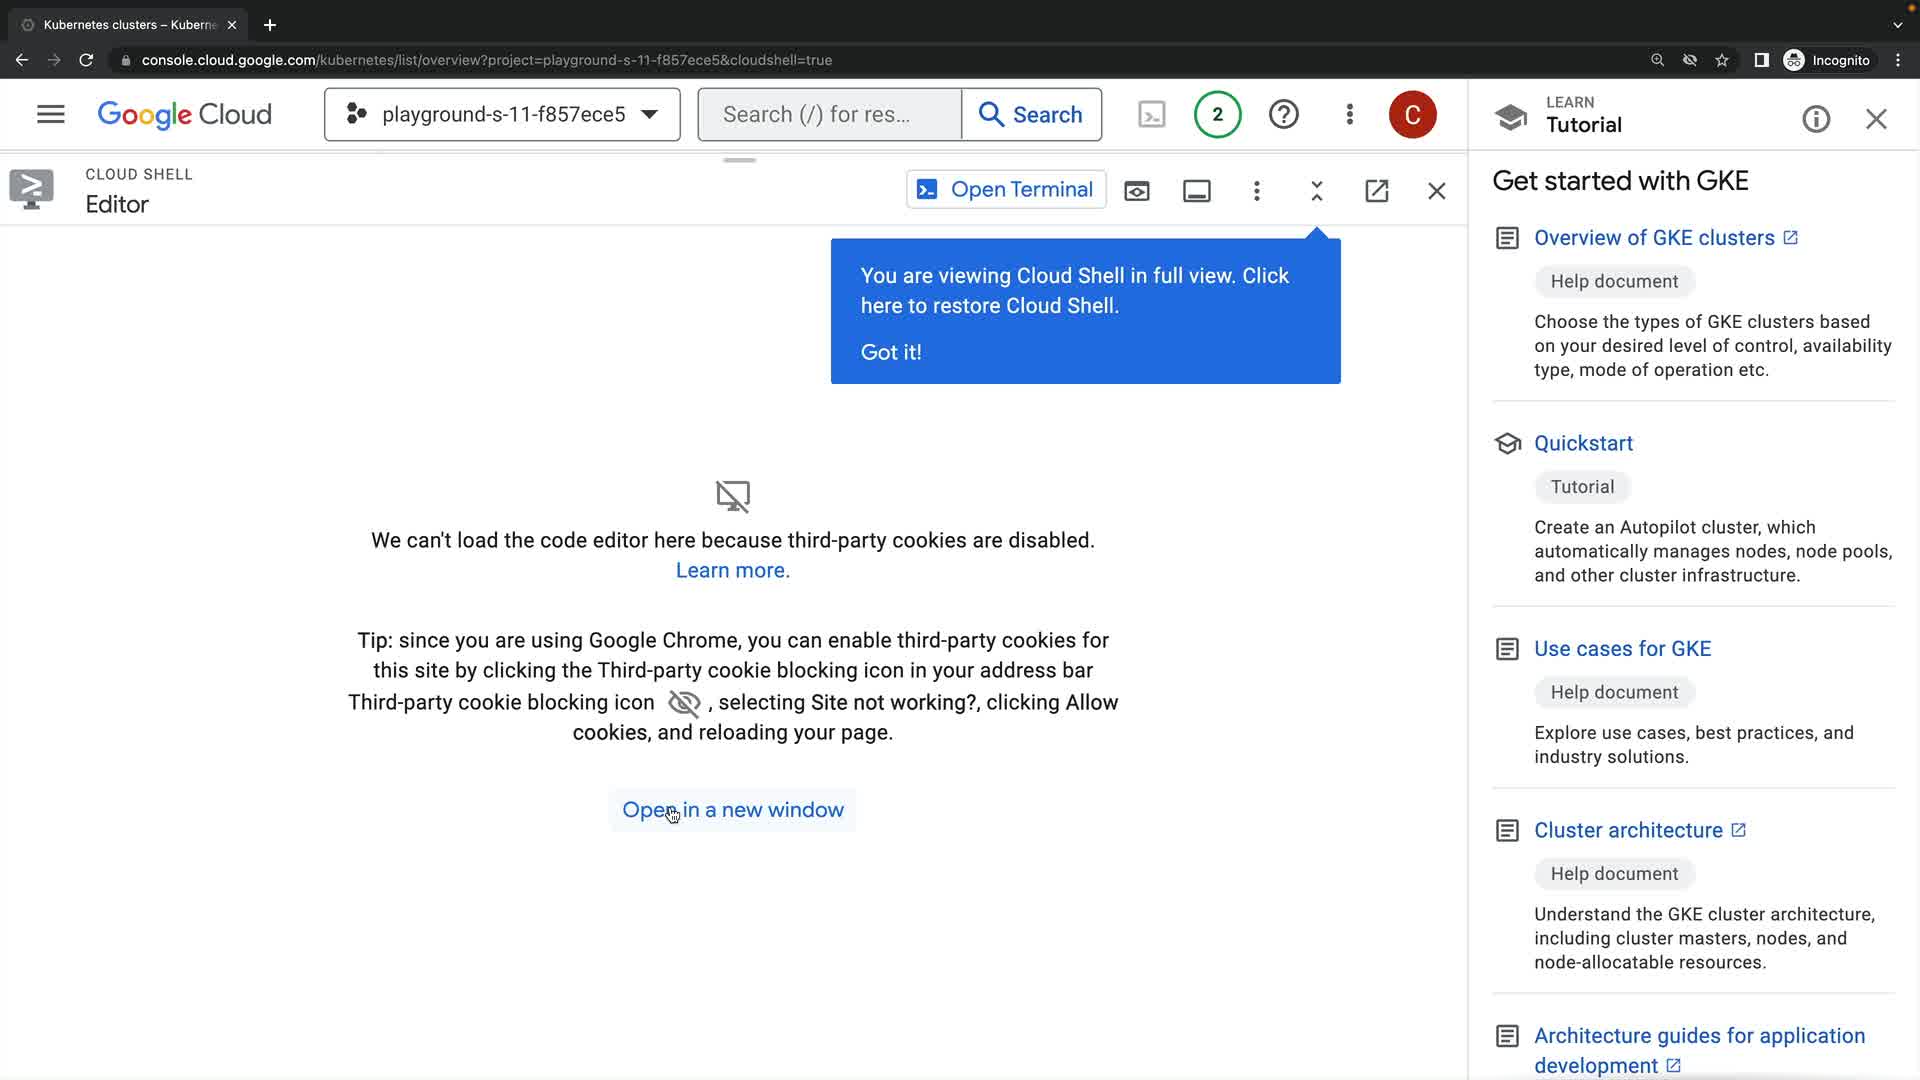 Kubernetes clusters – Kuberne
console.cloud.google.com/kubernetes/list/overview?project=playground-s-11-f857ece5&cloudshell=true
Incognito
Google Cloud
playground-s-11-f857ece5
Search (/) for res...
Search
2
C
LEARN
Tutorial
CLOUD SHELL
Editor
Open Terminal
You are viewing Cloud Shell in full view. Click
here to restore Cloud Shell.
Got it!
We can't load the code editor here because third-party cookies are disabled.
Learn more.
Tip: since you are using Google Chrome, you can enable third-party cookies for
this site by clicking the Third-party cookie blocking icon in your address bar
Third-party cookie blocking icon , selecting Site not working?, clicking Allow
cookies, and reloading your page.
Open in a new window
Get started with GKE
Overview of GKE clusters
Help document
Choose the types of GKE clusters based
on your desired level of control, availability
type, mode of operation etc.
Quickstart
Tutorial
Create an Autopilot cluster, which
automatically manages nodes, node pools,
and other cluster infrastructure.
Use cases for GKE
Help document
Explore use cases, best practices, and
industry solutions.
Cluster architecture
Help document
Understand the GKE cluster architecture,
including cluster masters, nodes, and
node-allocatable resources.
Architecture guides for application
development